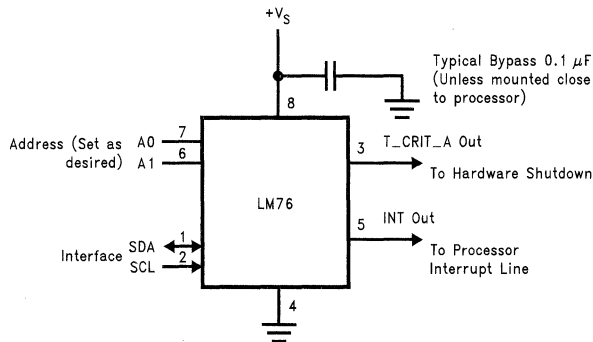 +VS
Typical Bypass 0.1 μF
(Unless mounted close
to processor)
8
Address (Set as
desired)
A0
7
A1
6
3
T_CRIT_A Out
To Hardware Shutdown
LM76
5
INT Out
To Processor
Interrupt Line
Interface
SDA
1
SCL
2
4